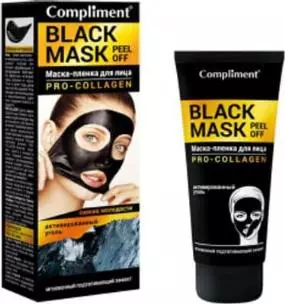 Compliment
BLACK
MASK PEEL
OFF
Маска-пленка для лица
PRO-COLLAGEN
активированный
уголь
Compliment
BLACK
MASK PEEL
OFF
Маска-пленка для лица
PRO-COLLAGEN
активированный
уголь